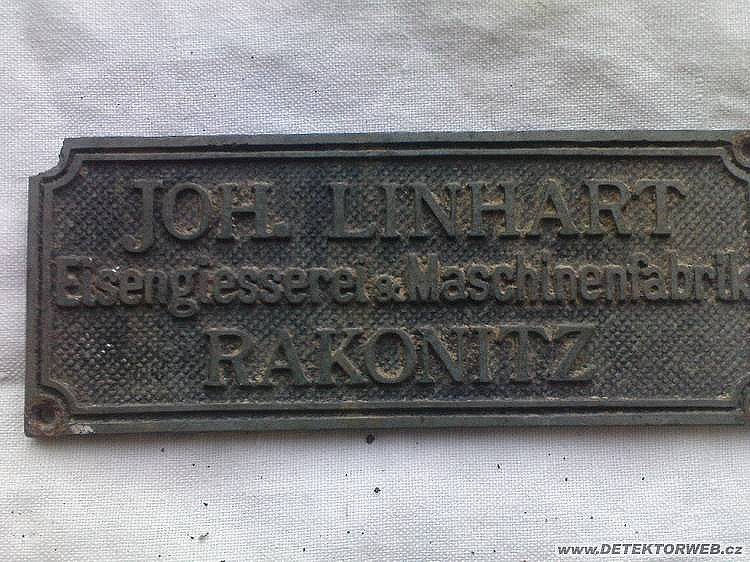 JOH. LINHART
Eisengiesserei & Maschinenfabrik
RAKONITZ
www.DETEKTORWEB.cz